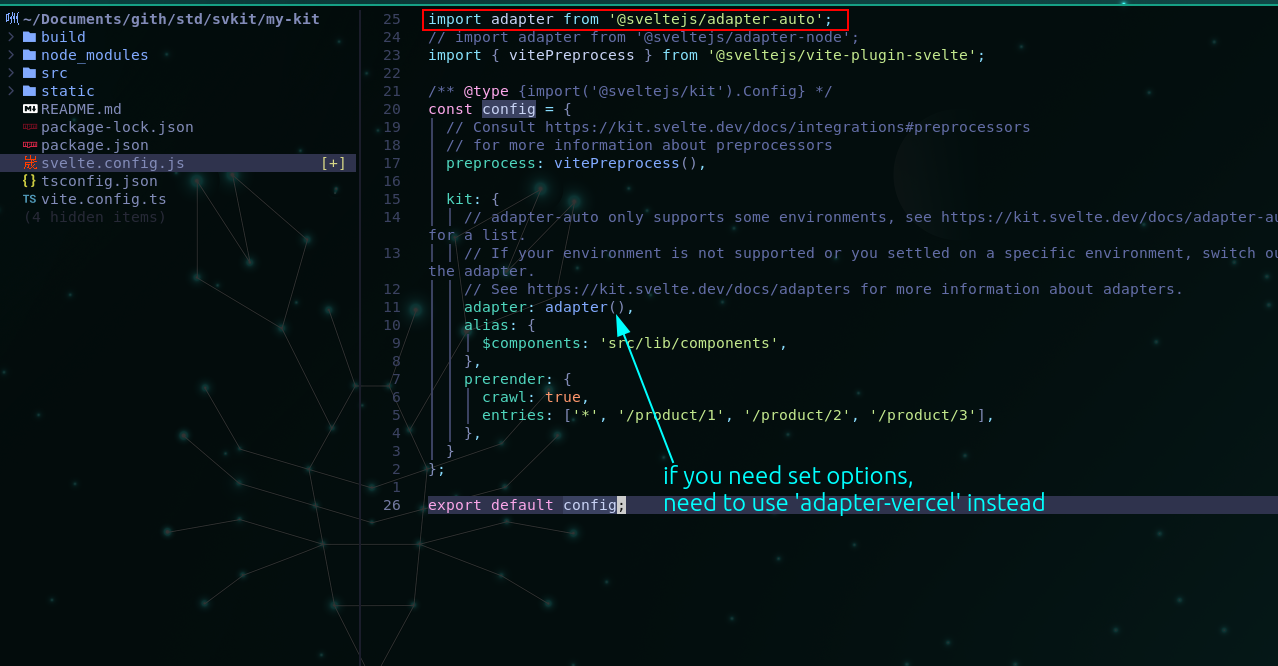 ~/Documents/gith/std/svkit/my-kit
build
node_modules
src
static
README.md
package-lock.json
package.json
svelte.config.js [+]
tsconfig.json
TS vite.config.ts
(4 hidden items)
25 import adapter from '@sveltejs/adapter-auto';
24 // import adapter from '@sveltejs/adapter-node';
23 import { vitePreprocess } from '@sveltejs/vite-plugin-svelte';
22
21 /** @type {import('@sveltejs/kit').Config} */
20 const config = {
19 // Consult https://kit.svelte.dev/docs/integrations#preprocessors
18 // for more information about preprocessors
17 preprocess: vitePreprocess(),
16
15 kit: {
14 // adapter-auto only supports some environments, see https://kit.svelte.dev/docs/adapter-au
for a list.
13 // If your environment is not supported or you settled on a specific environment, switch ou
the adapter.
12 // See https://kit.svelte.dev/docs/adapters for more information about adapters.
11 adapter: adapter(),
10 alias: {
9 $components: 'src/lib/components',
8 },
7 prerender: {
6 crawl: true,
5 entries: ['*', '/product/1', '/product/2', '/product/3'],
4 },
3 }
2 };
1
26 export default config;
if you need set options,
need to use 'adapter-vercel' instead